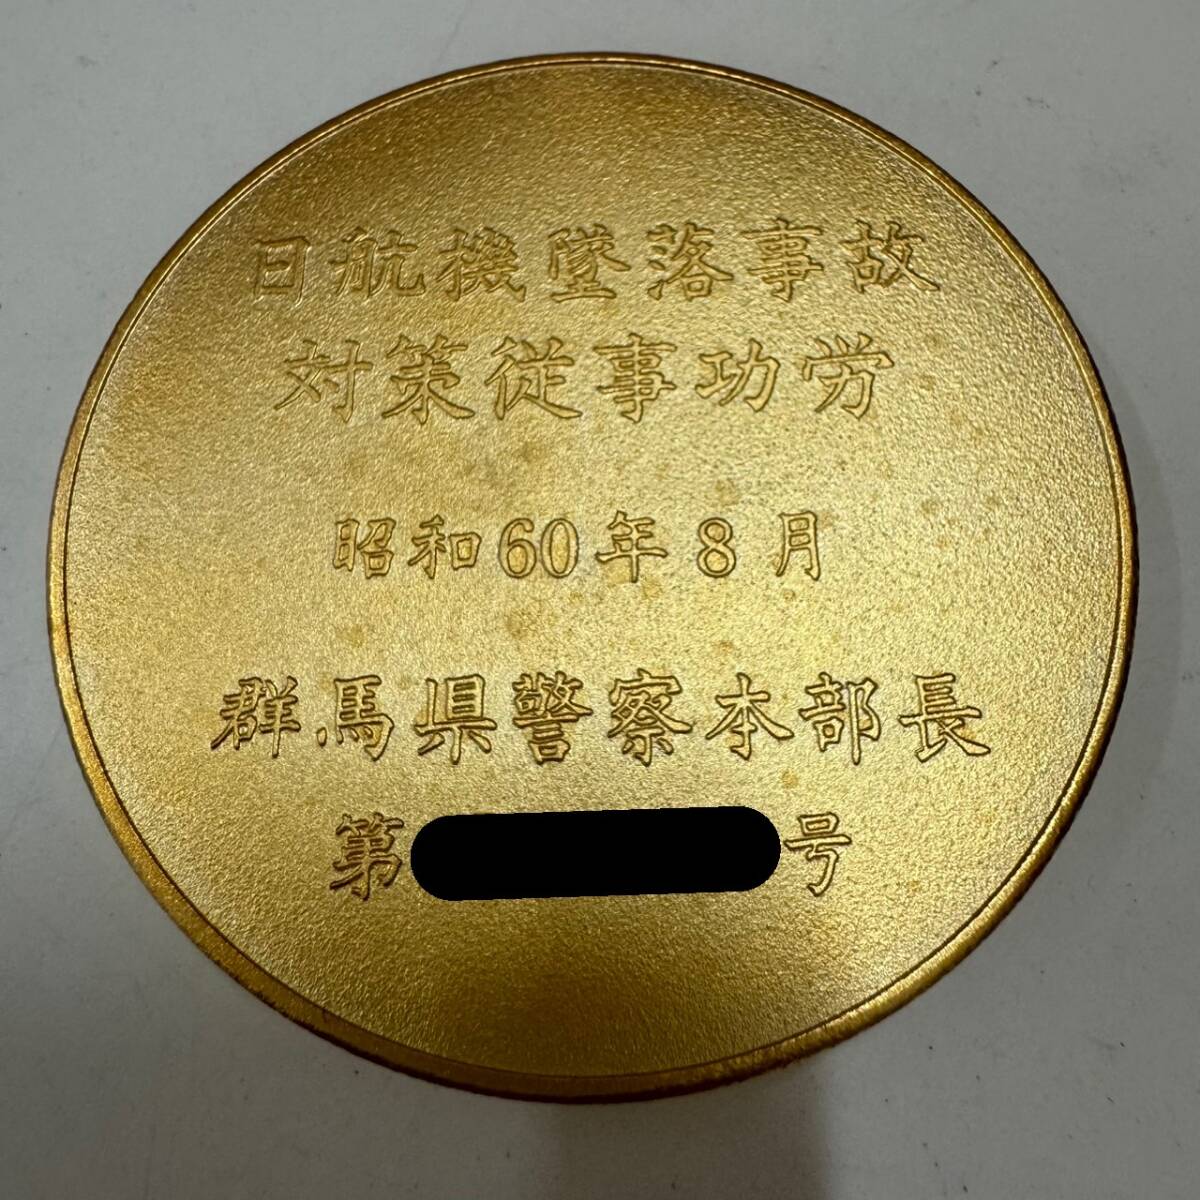 日航機墜落事故
対策従事功労
昭和60年8月
群馬県警察本部長
第 号